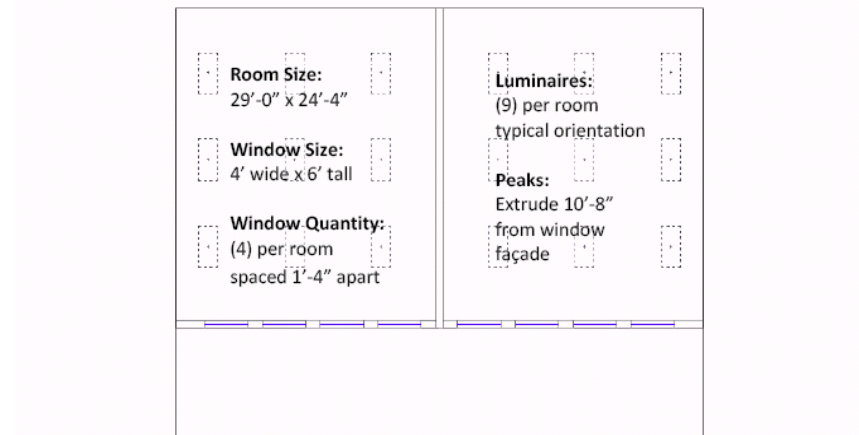 Room Size:
29’-0” x 24’-4”
Window Size:
4’ wide x 6’ tall
Window Quantity:
(4) per room
spaced 1’-4” apart
Luminaires:
(9) per room
typical orientation
Peaks:
Extrude 10’-8”
from window
façade